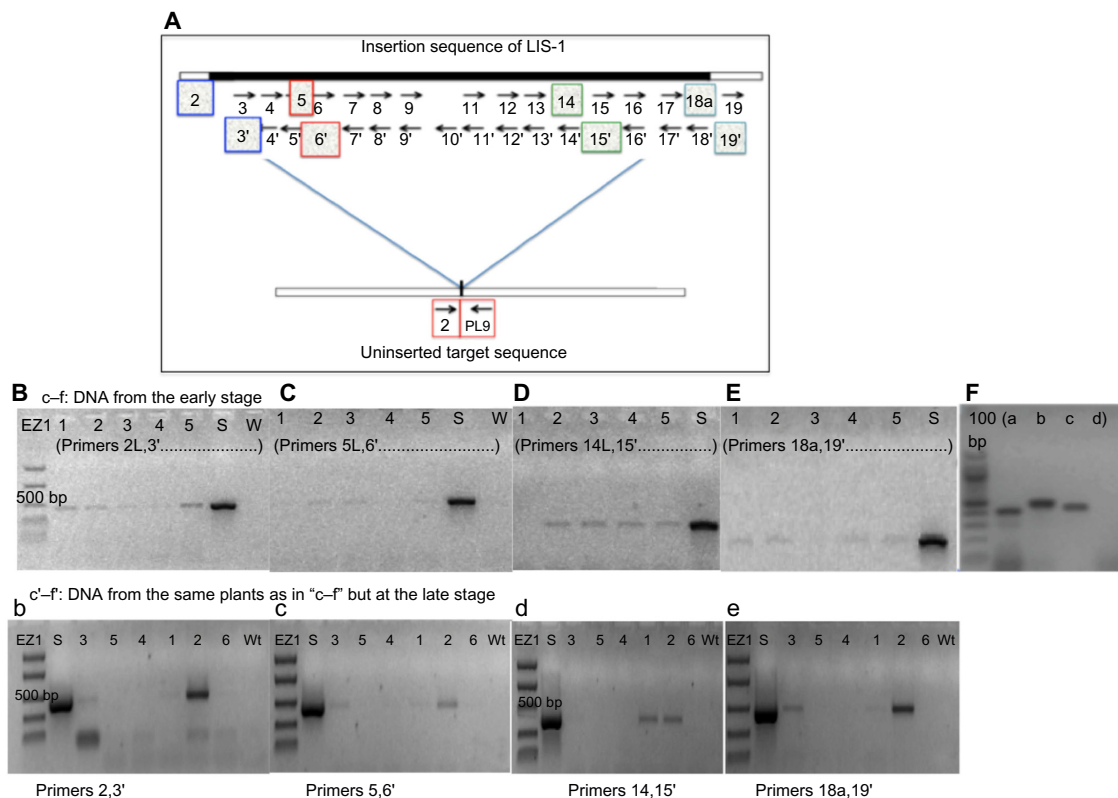 A
Insertion sequence of LIS-1
2 3 4 5 6 7 8 9 11 12 13 14 15 16 17 18a 19
3' 4' 5' 6' 7' 8' 9' 10' 11' 12' 13' 14' 15' 16' 17' 18' 19'
2 PL9
Uninserted target sequence
B c–f: DNA from the early stage C D E F
EZ1 1 2 3 4 5 S W
(Primers 2L,3'.....................)
500 bp
1 2 3 4 5 S W
(Primers 5L,6'.........................)
1 2 3 4 5 S
(Primers 14L,15'.................)
1 2 3 4 5 S
(Primers 18a,19'....................)
100 (a b c d)
bp
c'–f': DNA from the same plants as in “c–f” but at the late stage
b c d e
EZ1 S 3 5 4 1 2 6 Wt
500 bp
EZ1 S 3 5 4 1 2 6 Wt
EZ1 S 3 5 4 1 2 6 Wt
500 bp
EZ1 S 3 5 4 1 2 6 Wt
Primers 2,3' Primers 5,6' Primers 14,15' Primers 18a,19'